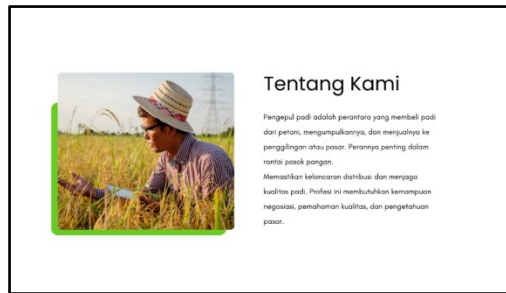 Tentang Kami
Pengepul padi adalah perantara yang membeli padi
dari petani, mengumpulkannya, dan menjualnya ke
penggilingan atau pasar. Perannya penting dalam
rantai pasok pangan.
Memastikan kelancaran distribusi dan menjaga
kualitas padi. Profesi ini membutuhkan kemampuan
negosiasi, pemahaman kualitas, dan pengetahuan
pasar.